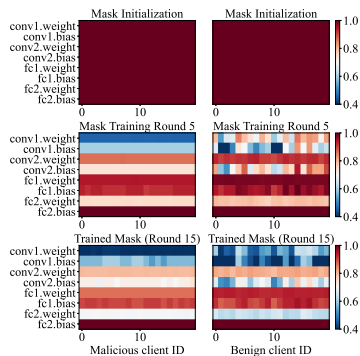 Mask Initialization Mask Initialization
conv1.weight
conv1.bias
conv2.weight
conv2.bias
fc1.weight
fc1.bias
fc2.weight
fc2.bias
1.0
0.8
0.6
0.4
0 10 0 10
Mask Training Round 5 Mask Training Round 5
conv1.weight
conv1.bias
conv2.weight
conv2.bias
fc1.weight
fc1.bias
fc2.weight
fc2.bias
1.0
0.8
0.6
0.4
0 10 0 10
Trained Mask (Round 15) Trained Mask (Round 15)
conv1.weight
conv1.bias
conv2.weight
conv2.bias
fc1.weight
fc1.bias
fc2.weight
fc2.bias
1.0
0.8
0.6
0.4
0 10 0 10
Malicious client ID Benign client ID